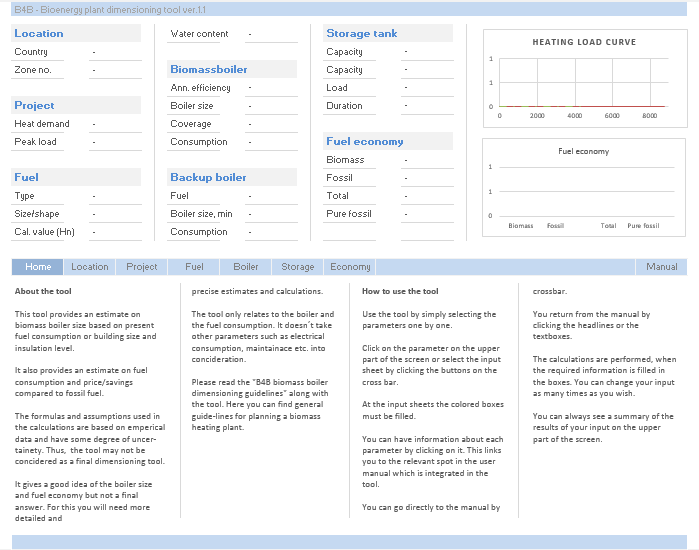 B4B - Bioenergy plant dimensioning tool ver.1.1
Location
Country -
Zone no. -
Project
Heat demand -
Peak load -
Fuel
Type -
Size/shape -
Cal. value (Hn) -
Water content -
Biomassboiler
Ann. efficiency -
Boiler size -
Coverage -
Consumption -
Backup boiler
Fuel -
Boiler size, min -
Consumption -
Storage tank
Capacity -
Capacity -
Load -
Duration -
Fuel economy
Biomass -
Fossil -
Total -
Pure fossil -
HEATING LOAD CURVE
1
1
0
0 2000 4000 6000 8000
Fuel economy
1
1
0
Biomass Fossil Total Pure fossil
Home Location Project Fuel Boiler Storage Economy Manual
About the tool
This tool provides an estimate on
biomass boiler size based on present
fuel consumption or building size and
insulation level.
It also provides an estimate on fuel
consumption and price/savings
compared to fossil fuel.
The formulas and assumptions used in
the calculations are based on emperical
data and have some degree of uncer-
tainety. Thus, the tool may not be
concidered as a final dimensioning tool.
It gives a good idea of the boiler size
and fuel economy but not a final
answer. For this you will need more
detailed and
precise estimates and calculations.
The tool only relates to the boiler and
the fuel consumption. It doesn´t take
other parameters such as electrical
consumption, maintainace etc. into
concideration.
Please read the "B4B biomass boiler
dimensioning guidelines" along with
the tool. Here you can find general
guide-lines for planning a biomass
heating plant.
How to use the tool
Use the tool by simply selecting the
parameters one by one.
Click on the parameter on the upper
part of the screen or select the input
sheet by clicking the buttons on the
cross bar.
At the input sheets the colored boxes
must be filled.
You can have information about each
parameter by clicking on it. This links
you to the relevant spot in the user
manual which is integrated in the
tool.
You can go directly to the manual by
crossbar.
You return from the manual by
clicking the headlines or the
textboxes.
The calculations are performed, when
the required information is filled in
the boxes. You can change your input
as many times as you wish.
You can always see a summary of the
results of your input on the upper
part of the screen.